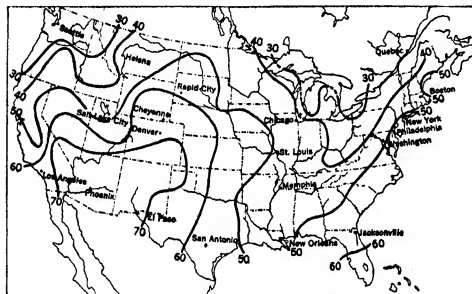 30 40
Seattle
40 30
Quebec
40
30
Helena
50
30
40
Rapid City
Boston
50
Cheyenne
New York
Salt Lake City
Chicago
Philadelphia
Denver
Washington
60
St. Louis
Los Angeles
Memphis
Phoenix
70
El Paso
70
San Antonio
60
50
New Orleans
50
Jacksonville
60
60